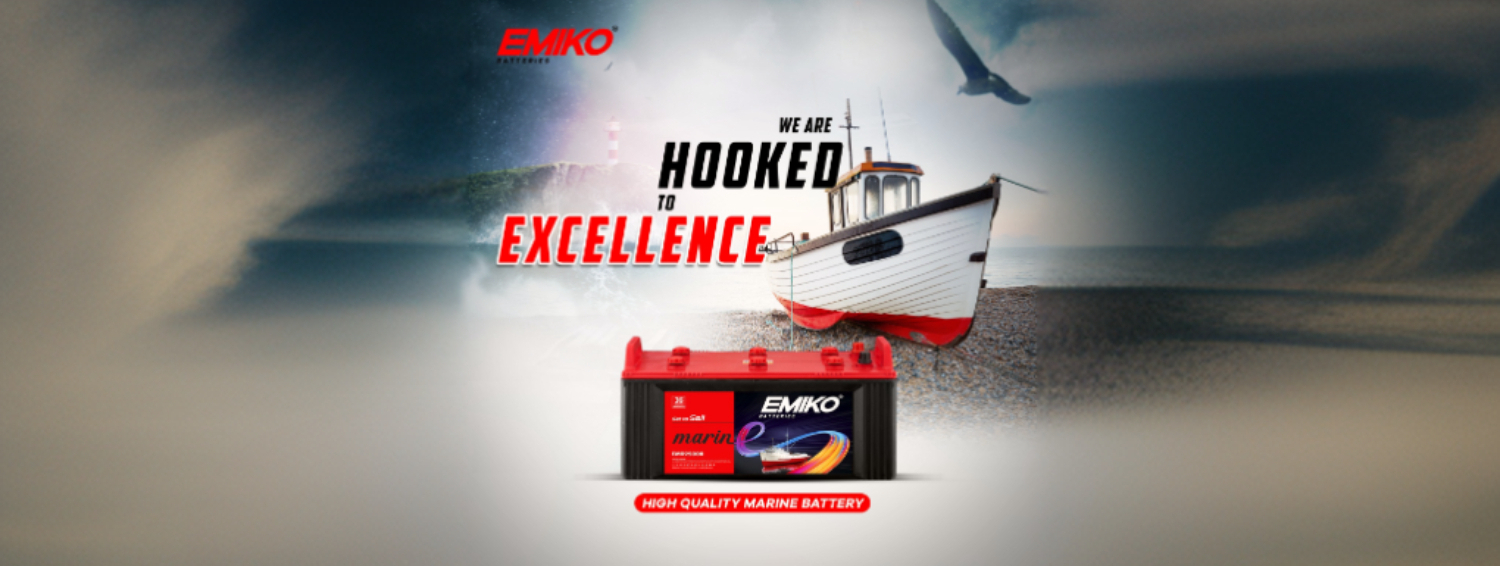 EMIKO
BATTERIES
WE ARE
HOOKED
TO
EXCELLENCE
EMIKO
BATTERIES
marine
HIGH QUALITY MARINE BATTERY